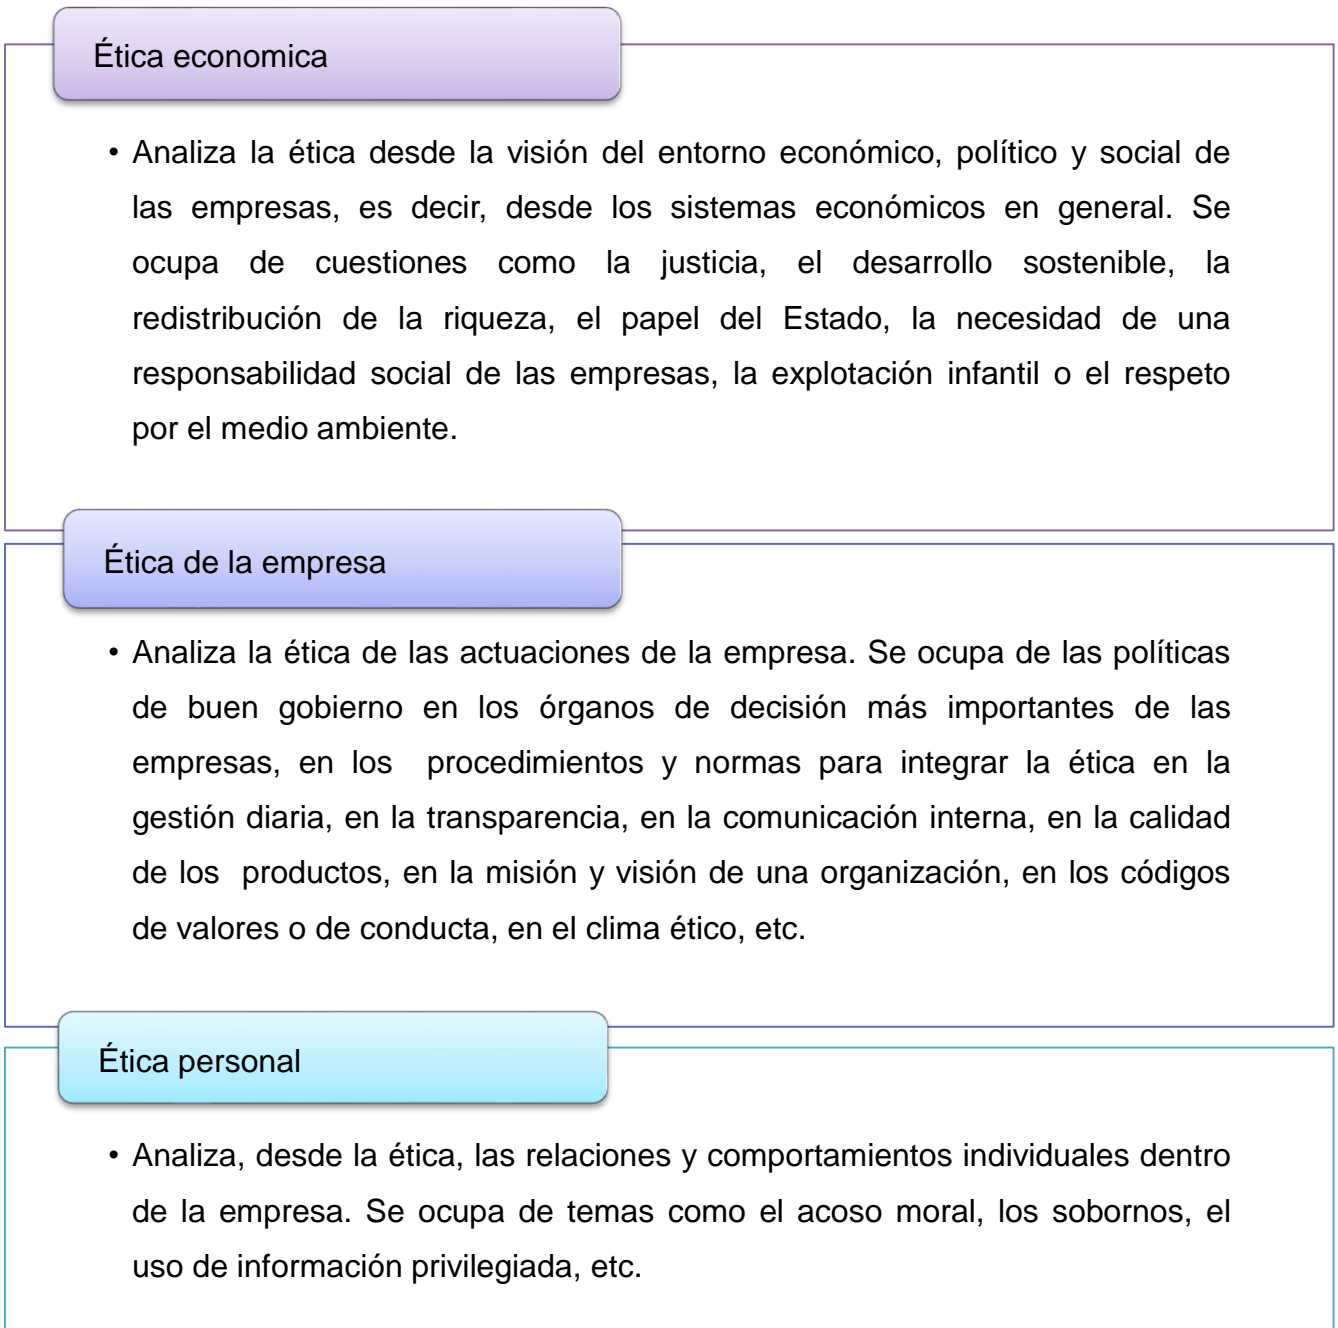 Ética economica
• Analiza la ética desde la visión del entorno económico, político y social de
las empresas, es decir, desde los sistemas económicos en general. Se
ocupa de cuestiones como la justicia, el desarrollo sostenible, la
redistribución de la riqueza, el papel del Estado, la necesidad de una
responsabilidad social de las empresas, la explotación infantil o el respeto
por el medio ambiente.
Ética de la empresa
• Analiza la ética de las actuaciones de la empresa. Se ocupa de las políticas
de buen gobierno en los órganos de decisión más importantes de las
empresas, en los procedimientos y normas para integrar la ética en la
gestión diaria, en la transparencia, en la comunicación interna, en la calidad
de los productos, en la misión y visión de una organización, en los códigos
de valores o de conducta, en el clima ético, etc.
Ética personal
• Analiza, desde la ética, las relaciones y comportamientos individuales dentro
de la empresa. Se ocupa de temas como el acoso moral, los sobornos, el
uso de información privilegiada, etc.